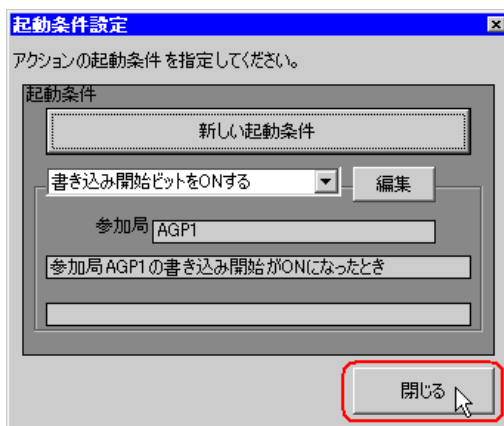 起動条件設定
アクションの起動条件を指定してください。
起動条件
新しい起動条件
書き込み開始ビットをONする
編集
参加局 AGP1
参加局AGP1の書き込み開始がONになったとき
閉じる